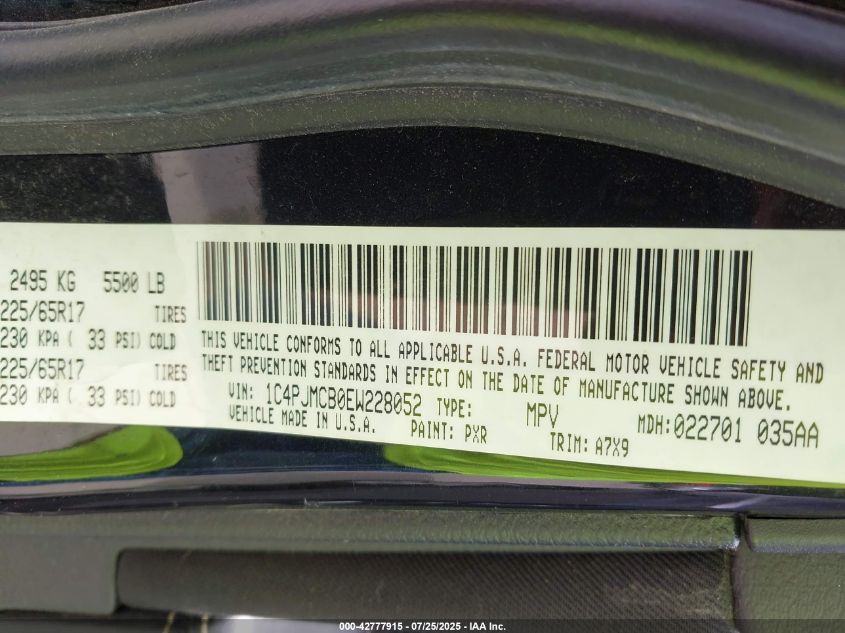 2495 KG 5500 LB
225/65R17 TIRES
230 KPA ( 33 PSI) COLD
225/65R17 TIRES
230 KPA ( 33 PSI) COLD
THIS VEHICLE CONFORMS TO ALL APPLICABLE U.S.A. FEDERAL MOTOR VEHICLE SAFETY AND
THEFT PREVENTION STANDARDS IN EFFECT ON THE DATE OF MANUFACTURE SHOWN ABOVE.
VIN: 1C4PJMCB0EW228052 TYPE: MPV MDH:022701 035AA
VEHICLE MADE IN U.S.A. PAINT: PXR TRIM: A7X9
000-42777915 - 07/25/2025 - IAA Inc.